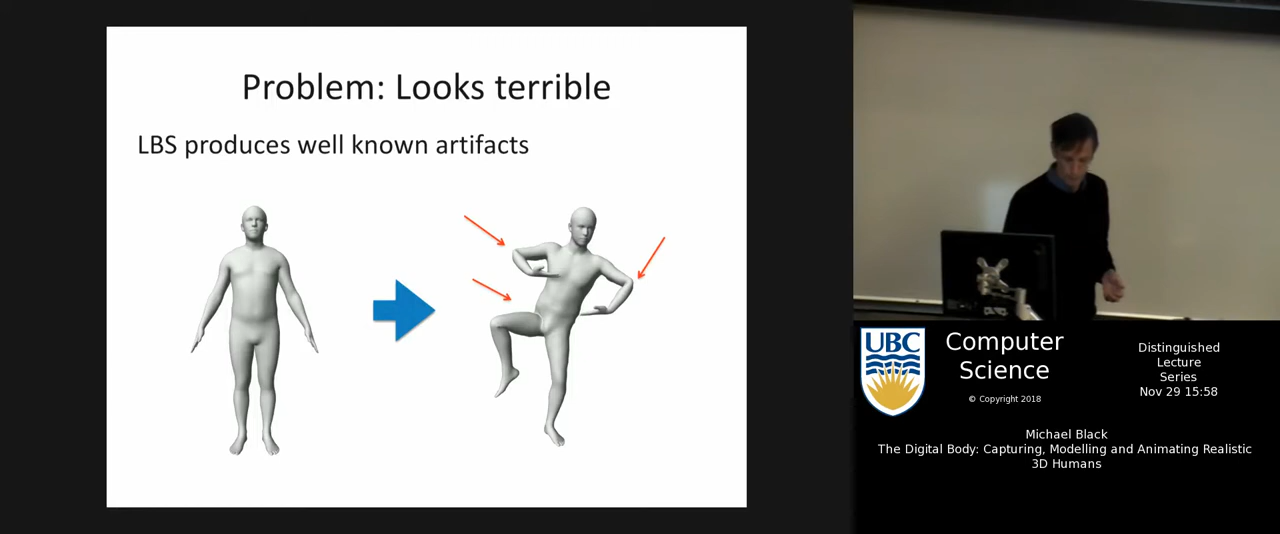 Problem: Looks terrible
LBS produces well known artifacts
UBC
Computer
Science
© Copyright 2018
Distinguished
Lecture
Series
Nov 29 15:58
Michael Black
The Digital Body: Capturing, Modelling and Animating Realistic
3D Humans